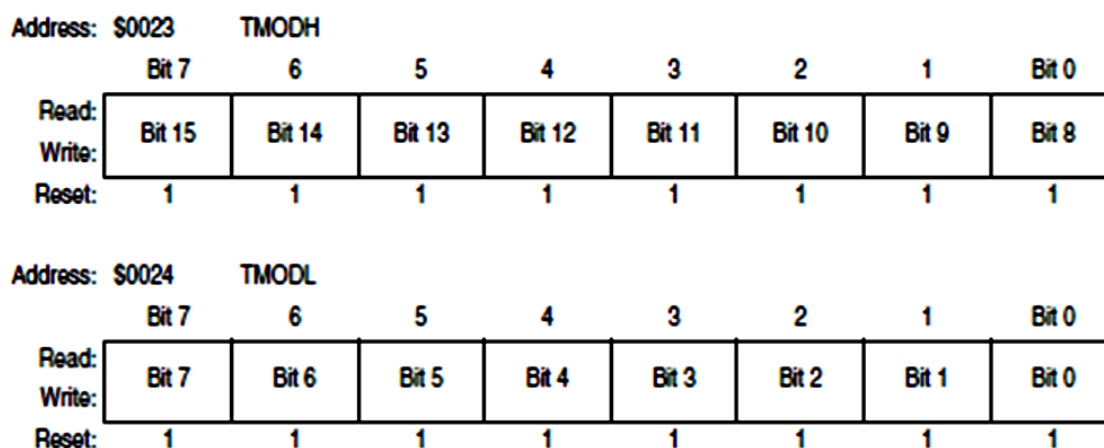 Address: $0023 TMODH
Bit 7 6 5 4 3 2 1 Bit 0
Read:
Bit 15 Bit 14 Bit 13 Bit 12 Bit 11 Bit 10 Bit 9 Bit 8
Write:
Reset: 1 1 1 1 1 1 1 1
Address: $0024 TMODL
Bit 7 6 5 4 3 2 1 Bit 0
Read:
Bit 7 Bit 6 Bit 5 Bit 4 Bit 3 Bit 2 Bit 1 Bit 0
Write:
Reset: 1 1 1 1 1 1 1 1